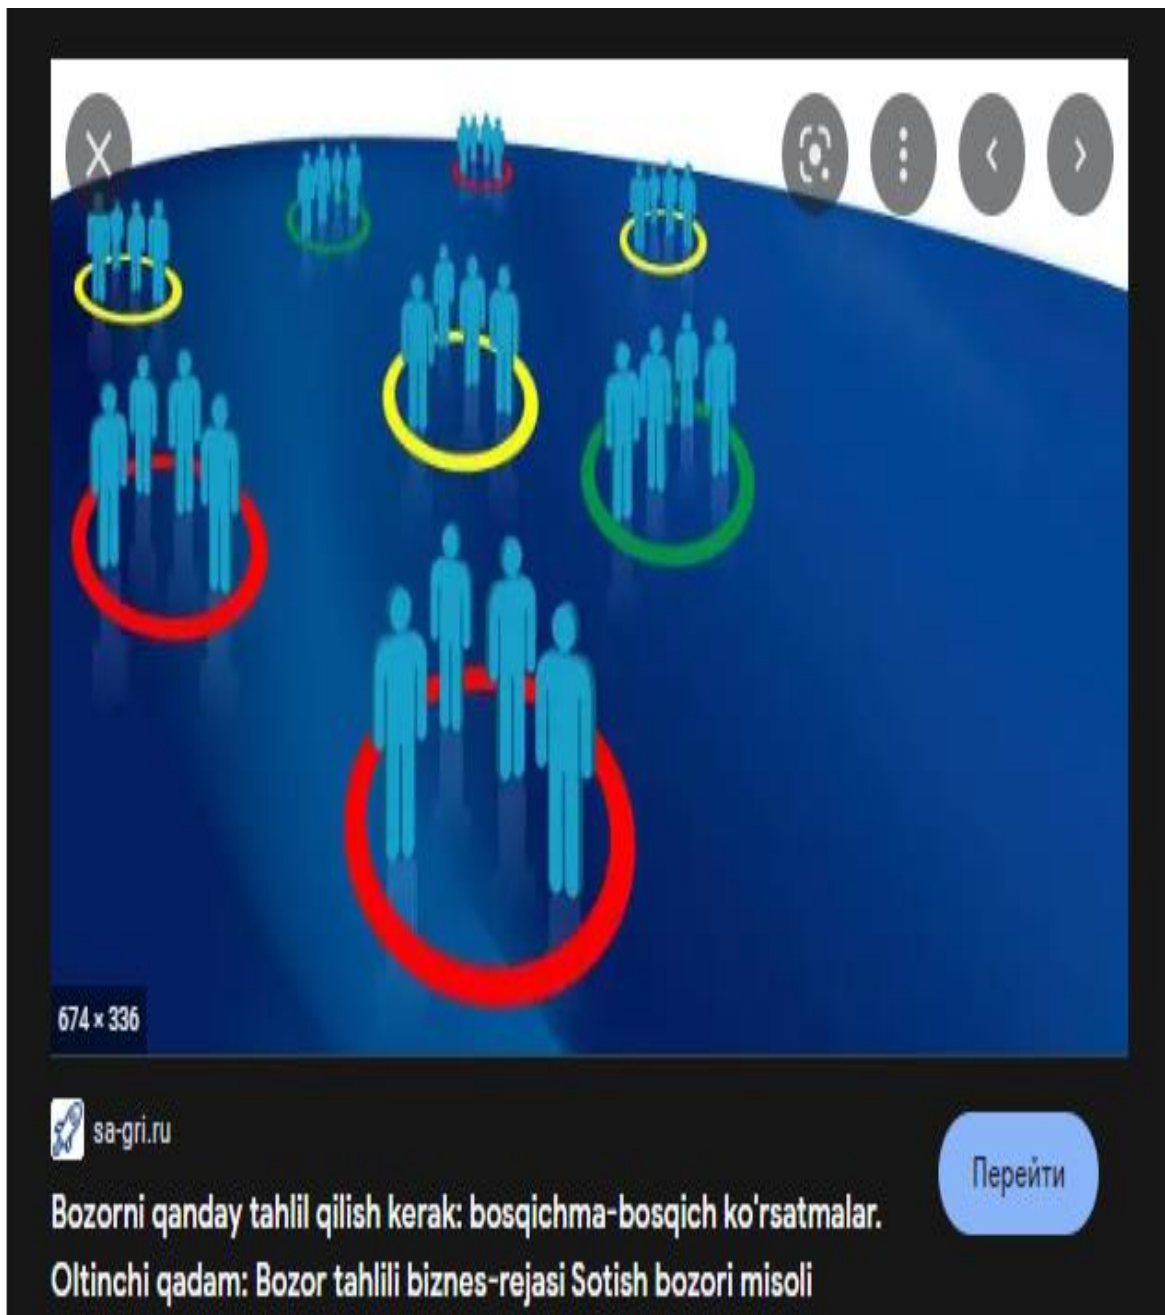 674 × 336
sa-gri.ru
Перейти
Bozorni qanday tahlil qilish kerak: bosqichma-bosqich ko'rsatmalar.
Oltinchi qadam: Bozor tahlili biznes-rejasi Sotish bozori misoli